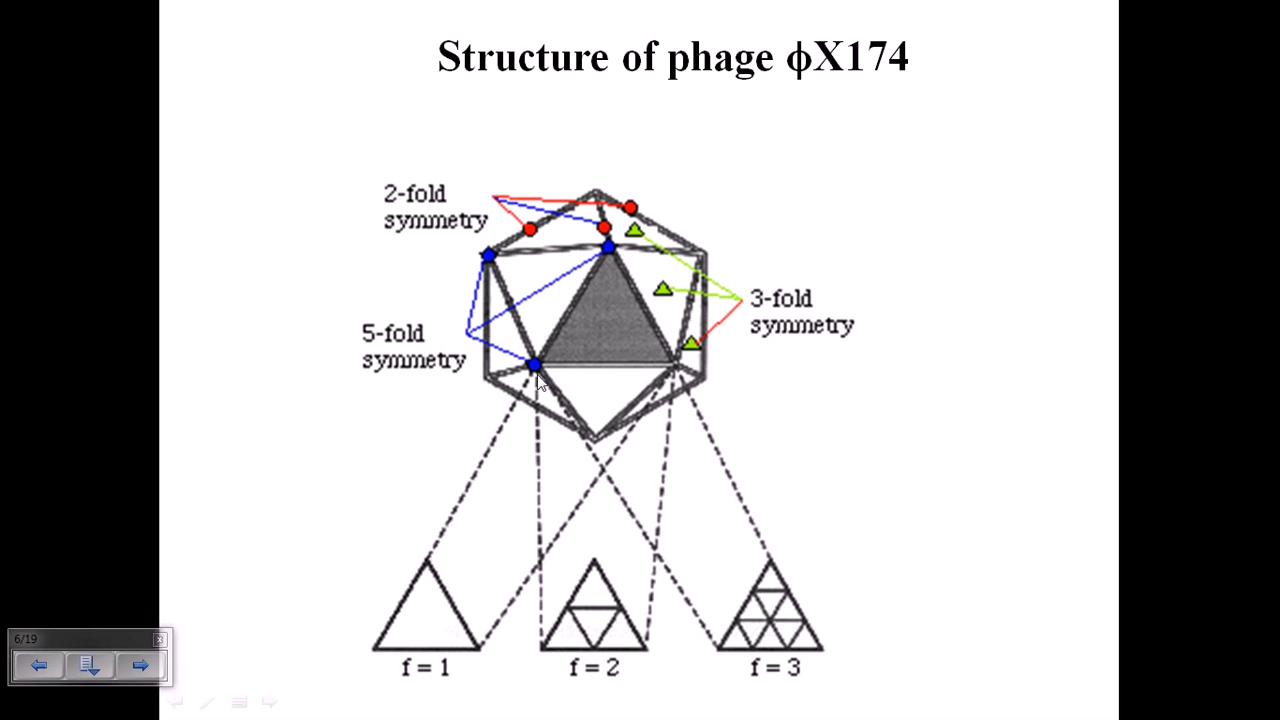 Structure of phage ϕX174
2-fold
symmetry
5-fold
symmetry
3-fold
symmetry
f = 1
f = 2
f = 3
6/19